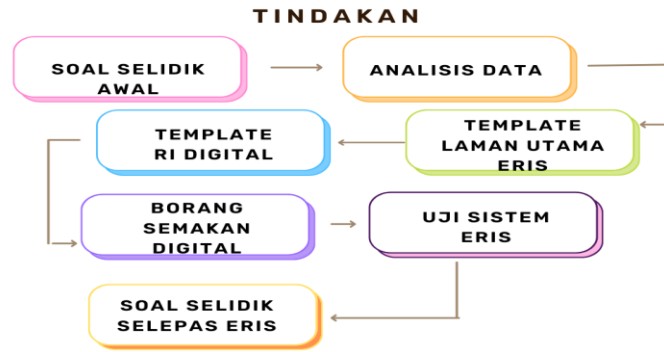 TINDAKAN
SOAL SELIDIK
AWAL
ANALISIS DATA
TEMPLATE
LAMAN UTAMA
ERIS
TEMPLATE
RI DIGITAL
BORANG
SEMAKAN
DIGITAL
UJI SISTEM
ERIS
SOAL SELIDIK
SELEPAS ERIS